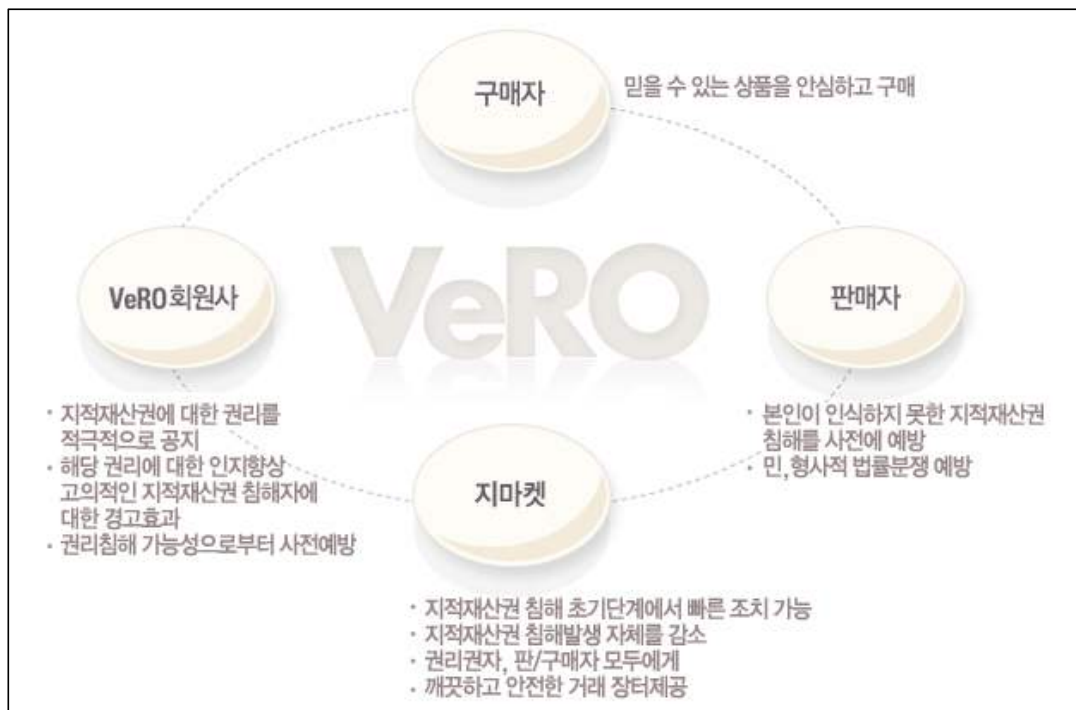 구매자
믿을 수 있는 상품을 안심하고 구매
VeRO
VeRO회원사
판매자
· 지적재산권에 대한 권리를
적극적으로 공지
· 해당 권리에 대한 인지향상
고의적인 지적재산권 침해자에
대한 경고효과
· 권리침해 가능성으로부터 사전예방
· 본인이 인식하지 못한 지적재산권
침해를 사전에 예방
· 민,형사적 법률분쟁 예방
지마켓
· 지적재산권 침해 초기단계에서 빠른 조치 가능
· 지적재산권 침해발생 자체를 감소
· 권리권자, 판/구매자 모두에게
· 깨끗하고 안전한 거래 장터제공